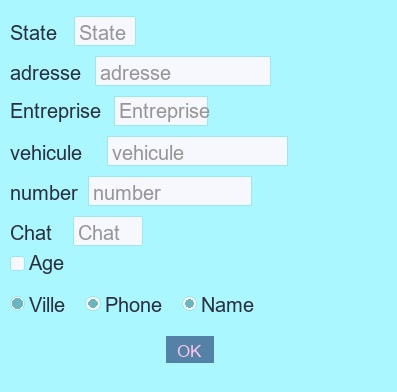 State State
adresse adresse
Entreprise Entreprise
vehicule vehicule
number number
Chat Chat
Age
Ville Phone Name
OK